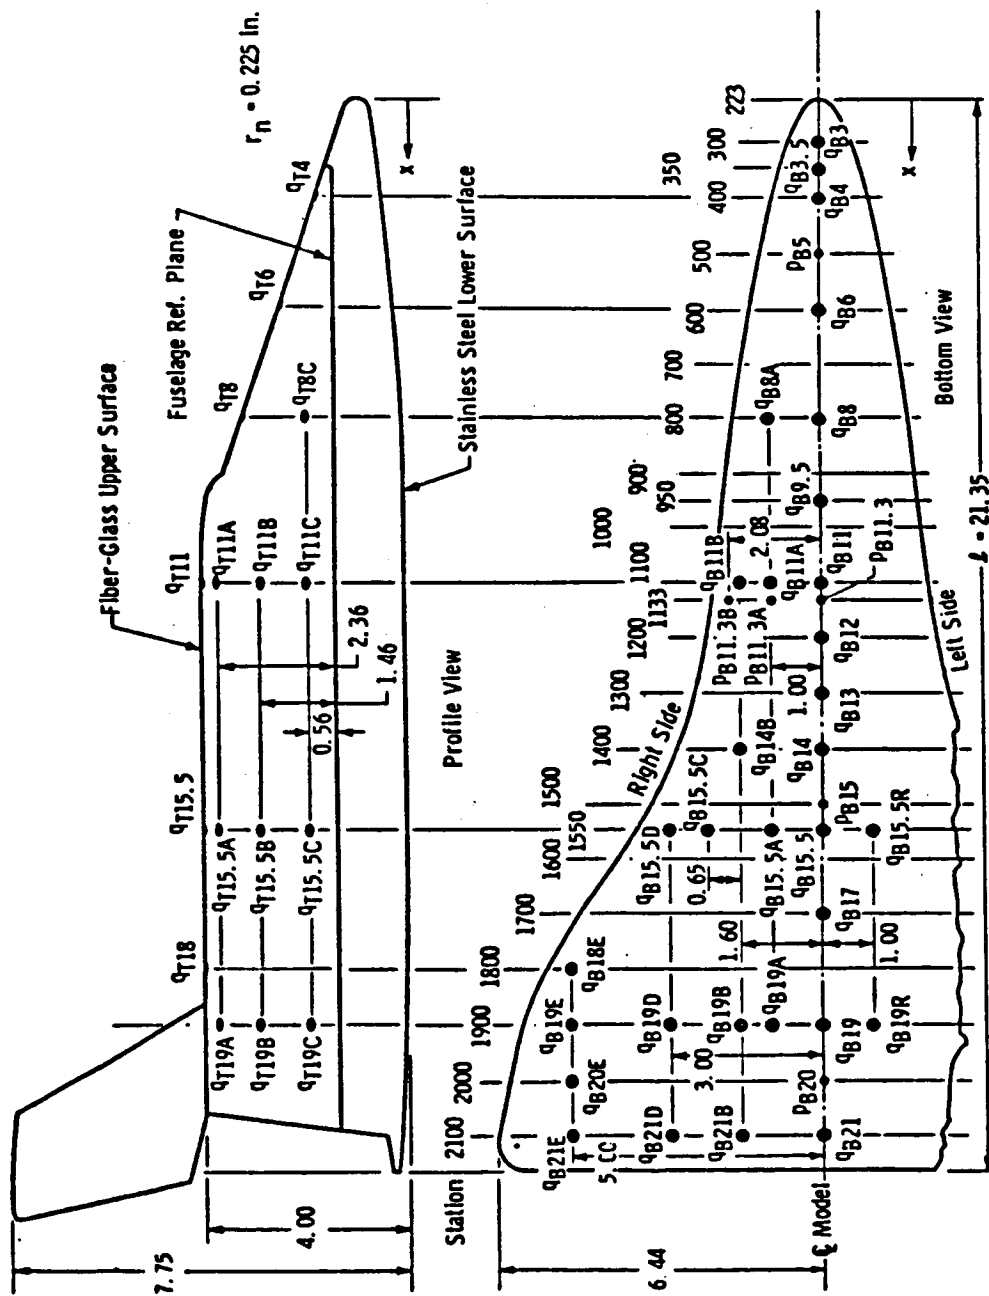 r_n = 0.225 in.
Fiber-Glass Upper Surface
Fuselage Ref. Plane
Stainless Steel Lower Surface
q_T18
q_T15.5
q_T11
q_T8
q_T6
q_T4
q_T19A
q_T15.5A
q_T11A
q_T19B
q_T15.5B
q_T11B
q_T19C
q_T15.5C
q_T11C
q_T8C
x
7.75
4.00
0.56
1.46
2.36
Profile View
Station 2100
2000
1900
1800
1700
1600
1550
1500
1400
1300
1200
1133
1100
1000
950
900
800
700
600
500
400
350
300
223
Right Side
q_B21E
q_B20E
q_B19E
q_B18E
5.00
q_B21D
q_B19D
q_B15.5D
q_B15.5C
0.65
3.00
q_B21B
q_B19B
q_B14B
p_B11.3B
q_B11B
1.60
q_B19A
q_B15.5A
p_B11.3A
q_B11A
q_B8A
2.08
1.00
q_B21
p_B20
q_B19
q_B17
q_B15.5
p_B15
q_B14
q_B13
q_B12
p_B11.3
q_B11
q_B9.5
q_B8
q_B6
p_B5
q_B4
q_B3.5
q_B3
q_B19R
q_B15.5R
1.00
x
℄ Model
6.44
Left Side
Bottom View
ℓ = 21.35